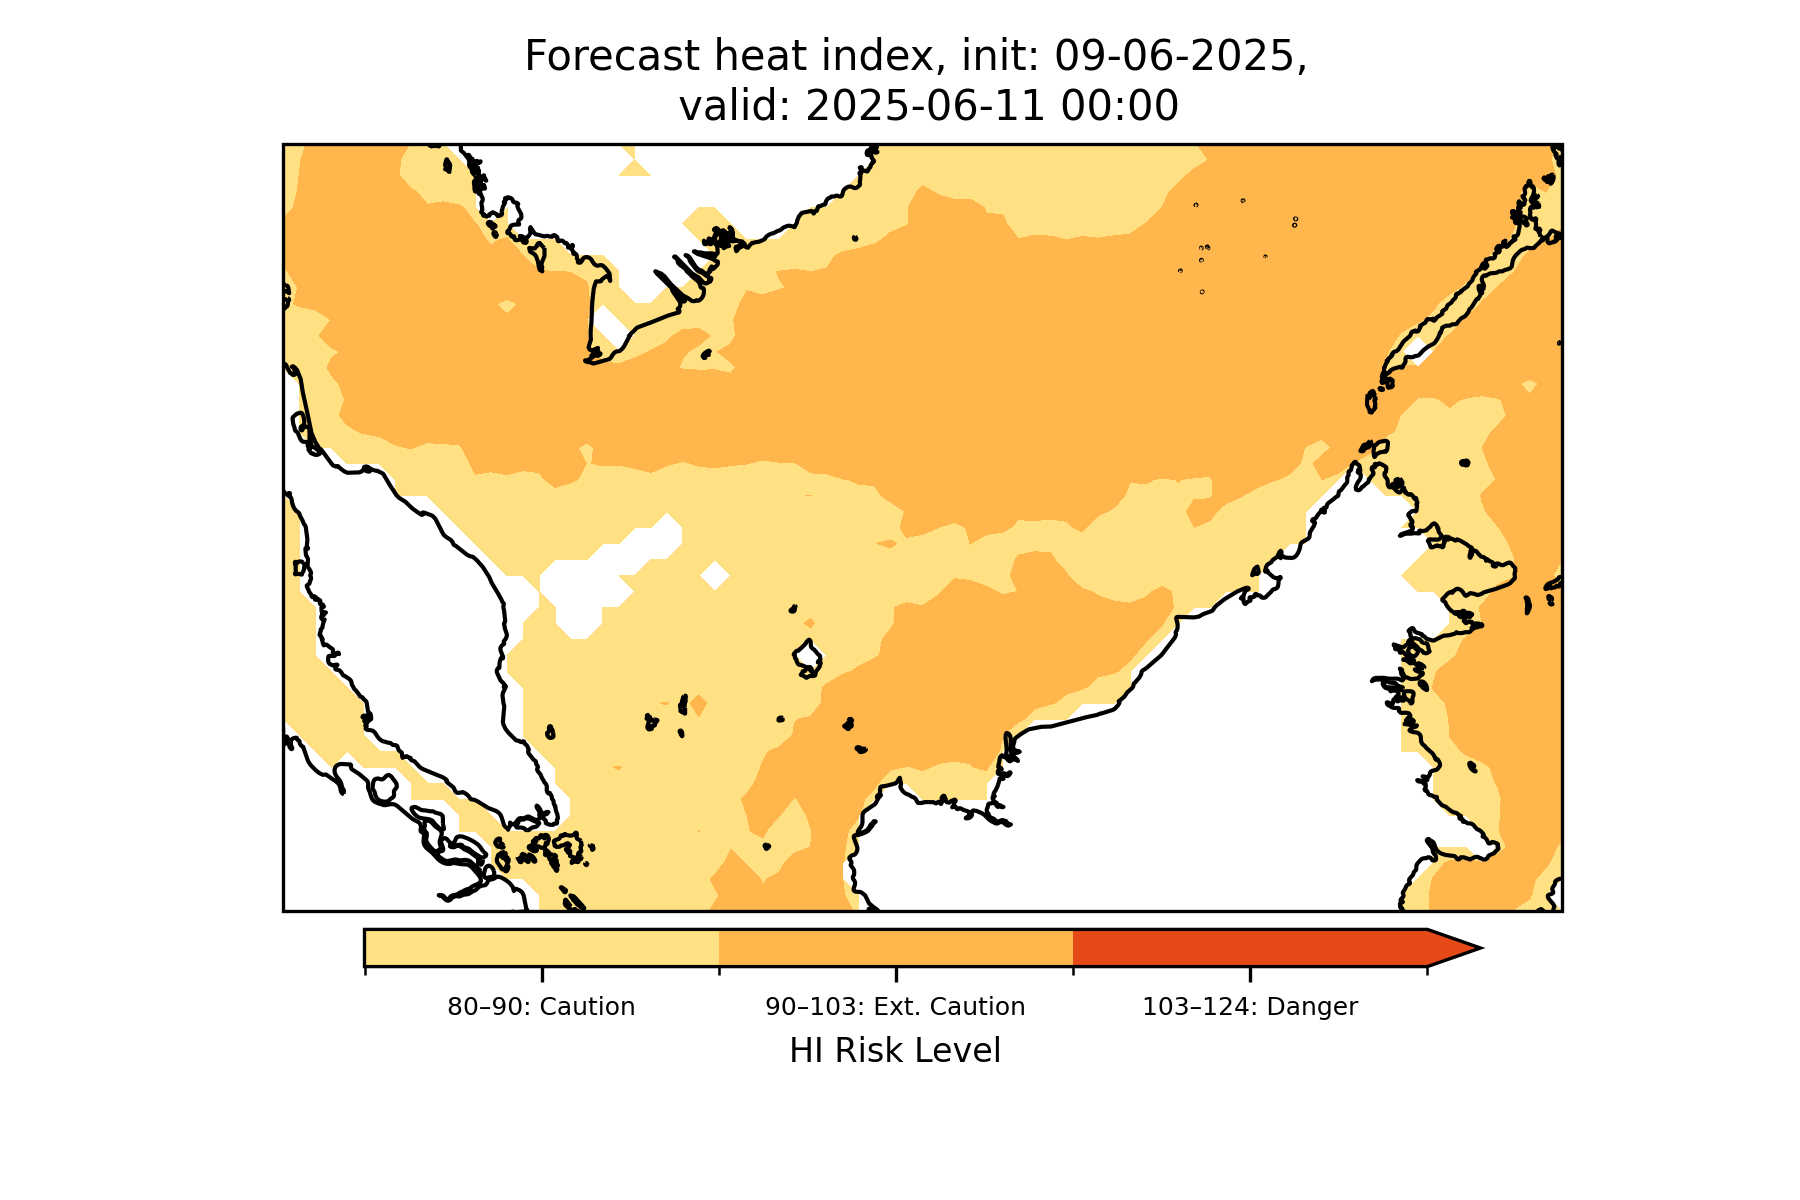 Forecast heat index, init: 09-06-2025,
valid: 2025-06-11 00:00
80–90: Caution
90–103: Ext. Caution
103–124: Danger
HI Risk Level